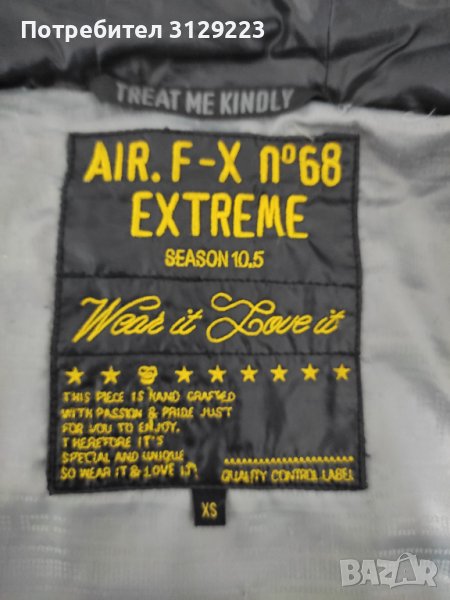 Потребител 3129223
TREAT ME KINDLY
AIR. F-X nº68
EXTREME
SEASON 10.5
Wear it Love it
THIS PIECE IS HAND CRAFTED
WITH PASSION & PRIDE JUST
FOR YOU TO ENJOY.
THEREFORE IT'S
SPECIAL AND UNIQUE
SO WEAR IT & LOVE IT!
QUALITY CONTROL LABEL
XS
BAZAR